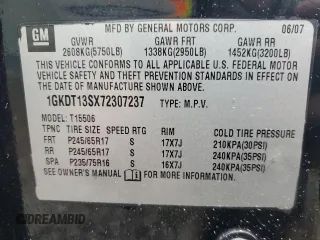 GM
MFD BY GENERAL MOTORS CORP. 06/07
GVWR GAWR FRT GAWR RR
2608KG(5750LB) 1338KG(2950LB) 1452KG(3200LB)
THIS VEHICLE CONFORMS TO ALL APPLICABLE U.S. FEDERAL MOTOR
VEHICLE SAFETY AND THEFT PREVENTION STANDARDS IN EFFECT ON
THE DATE OF MANUFACTURE SHOWN ABOVE.
1GKDT13SX72307237 TYPE: M.P.V.
MODEL: T15506
TPNC TIRE SIZE SPEED RTG RIM COLD TIRE PRESSURE
FRT P245/65R17 S 17X7J 210KPA(30PSI)
RR P245/65R17 S 17X7J 240KPA(35PSI)
SPA P235/75R16 S 16X7J 240KPA(35PSI)
SEE OWNER'S MANUAL FOR MORE INFORMATION.
DREAMBID